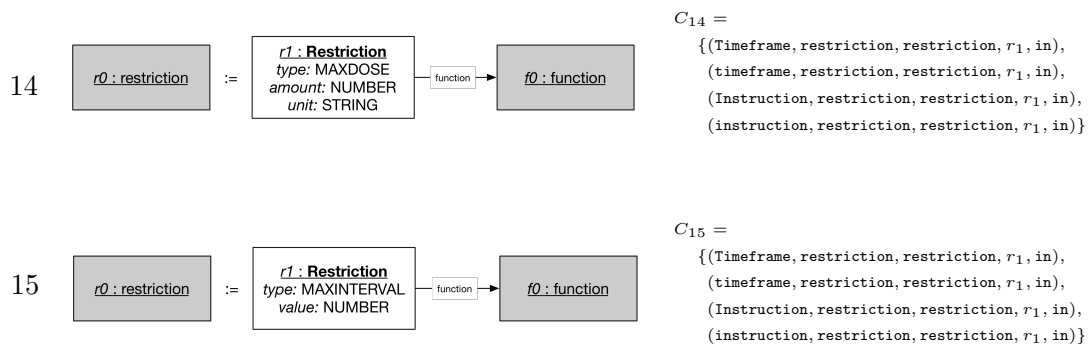 14
r0 : restriction
:=
r1 : Restriction
type: MAXDOSE
amount: NUMBER
unit: STRING
function
f0 : function
C14 =
{(Timeframe, restriction, restriction, r1, in),
(timeframe, restriction, restriction, r1, in),
(Instruction, restriction, restriction, r1, in),
(instruction, restriction, restriction, r1, in)}
15
r0 : restriction
:=
r1 : Restriction
type: MAXINTERVAL
value: NUMBER
function
f0 : function
C15 =
{(Timeframe, restriction, restriction, r1, in),
(timeframe, restriction, restriction, r1, in),
(Instruction, restriction, restriction, r1, in),
(instruction, restriction, restriction, r1, in)}